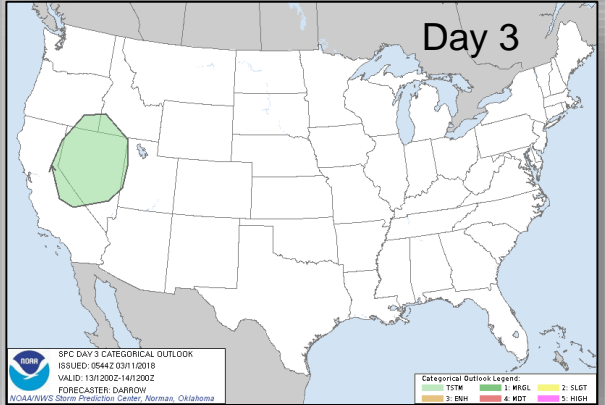 Day 3
NOAA
SPC DAY 3 CATEGORICAL OUTLOOK
ISSUED: 0544Z 03/11/2018
VALID: 13/1200Z-14/1200Z
FORECASTER: DARROW
NOAA/NWS Storm Prediction Center, Norman, Oklahoma
Categorical Outlook Legend:
TSTM 1: MRGL 2: SLGT
3: ENH 4: MDT 5: HIGH